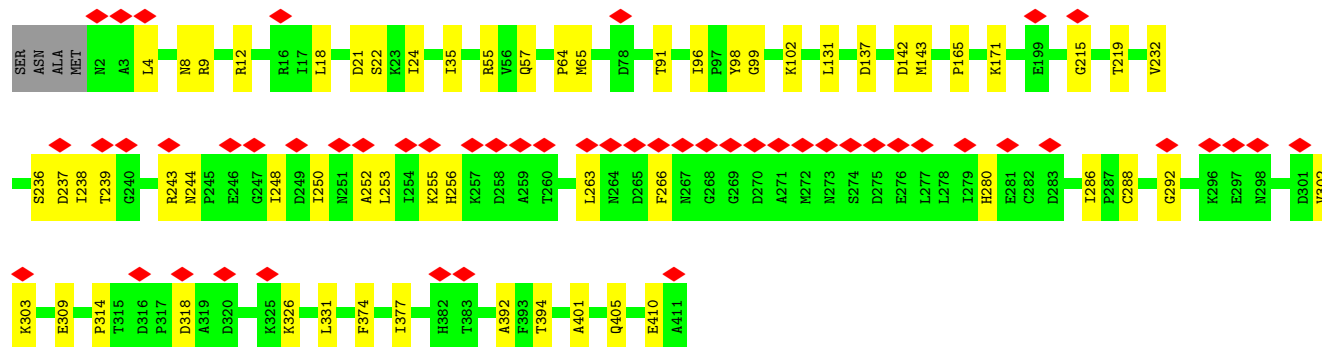 SER ASN ALA MET N2 A3 L4 N8 R9 R12 R16 I17 L18 D21 S22 K23 I24 I35 R55 V56 Q57 P64 M65 D78 T91 I96 P97 Y98 G99 K102 L131 D137 D142 M143 P165 K171 E199 G215 T219 V232
S236 D237 I238 T239 G240 R243 N244 P245 E246 G247 I248 D249 I250 N251 A252 L253 I254 K255 H256 K257 D258 A259 T260 L263 N264 D265 F266 N267 G268 G269 D270 A271 M272 N273 S274 D275 E276 L277 L278 I279 H280 E281 C282 D283 I286 P287 C288 G292 K296 E297 N298 D301 V302
K303 E309 P314 T315 D316 P317 D318 A319 D320 K325 K326 L331 F374 I377 H382 T383 A392 F393 T394 A401 Q405 E410 A411